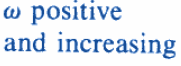 ω positive
and increasing